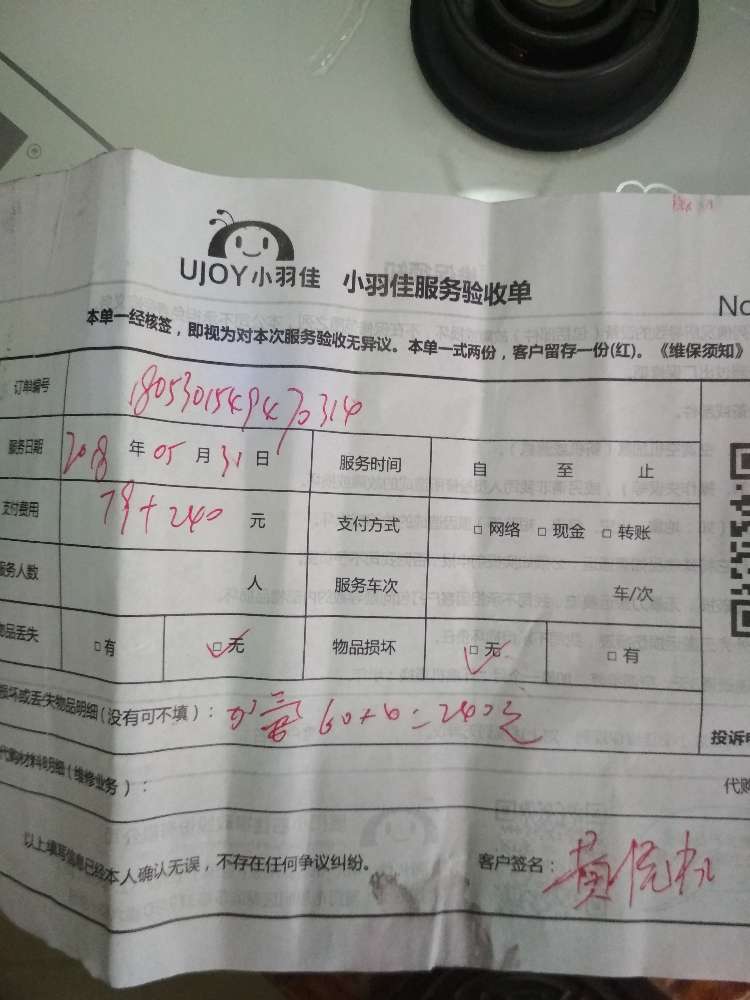 UJOY小羽佳 小羽佳服务验收单
No
本单一经核签，即视为对本次服务验收无异议。本单一式两份，客户留存一份(红)。《维保须知》
订单编号
服务日期 2018 年 05 月 31 日 服务时间 自 至 止
支付费用 79+240 元 支付方式 □ 网络 □ 现金 □ 转账
服务人数 人 服务车次 车/次
物品丢失 □ 有 □ 无 物品损坏 □ 无 □ 有
损坏或丢失物品明细(没有可不填)：
投诉电
代购材料明细(维修业务)：
代购
以上填写信息已经本人确认无误，不存在任何争议纠纷。 客户签名：